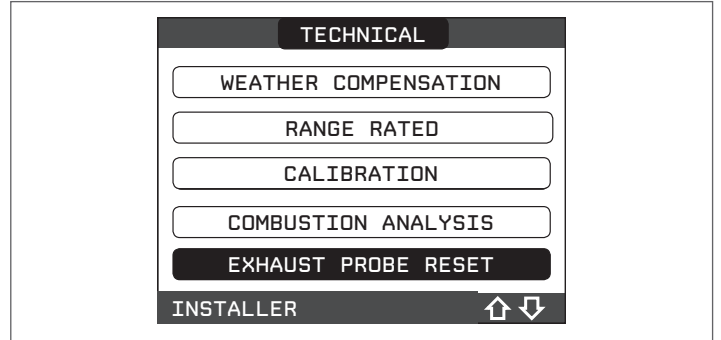 TECHNICAL
WEATHER COMPENSATION
RANGE RATED
CALIBRATION
COMBUSTION ANALYSIS
EXHAUST PROBE RESET
INSTALLER